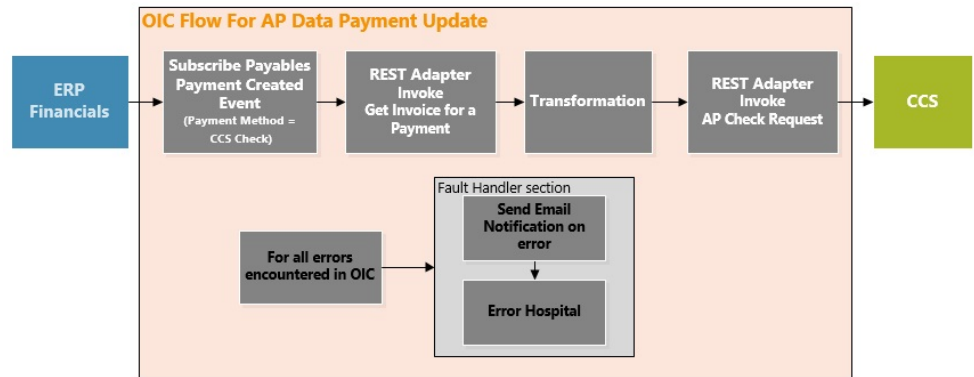 OIC Flow For AP Data Payment Update
ERP
Financials
Subscribe Payables
Payment Created
Event
(Payment Method =
CCS Check)
REST Adapter
Invoke
Get Invoice for a
Payment
Transformation
REST Adapter
Invoke
AP Check Request
CCS
For all errors
encountered in OIC
Fault Handler section
Send Email
Notification on
error
Error Hospital